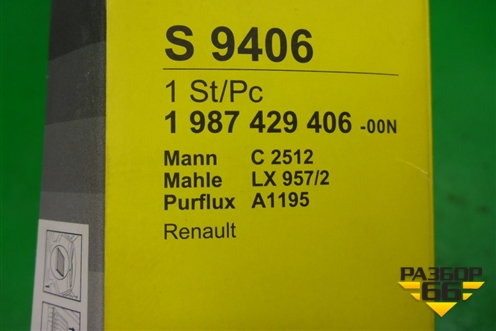 S 9406
1 St/Pc
1 987 429 406 -00N
Mann C 2512
Mahle LX 957/2
Purflux A1195
Renault
РАЗБОР
66